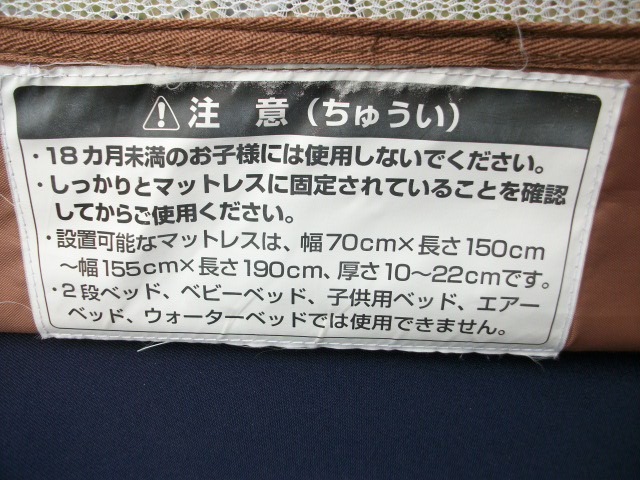 ⚠注 意(ちゅうい)
・18カ月未満のお子様には使用しないでください。
・しっかりとマットレスに固定されていることを確認
してからご使用ください。
・設置可能なマットレスは、幅70cm×長さ150cm
～幅155cm×長さ190cm、厚さ10～22cmです。
・2段ベッド、ベビーベッド、子供用ベッド、エアー
ベッド、ウォーターベッドでは使用できません。